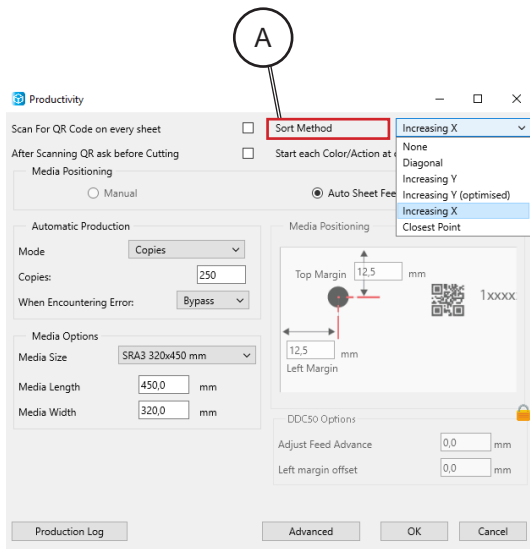 A
Productivity
Scan For QR Code on every sheet
Sort Method
Increasing X
After Scanning QR ask before Cutting
Start each Color/Action at
None
Diagonal
Increasing Y
Increasing Y (optimised)
Increasing X
Closest Point
Media Positioning
Manual
Auto Sheet Fee
Automatic Production
Mode
Copies
Copies:
250
When Encountering Error:
Bypass
Media Positioning
Top Margin
12,5
mm
1xxxx
12,5
mm
Left Margin
Media Options
Media Size
SRA3 320x450 mm
Media Length
450,0
mm
Media Width
320,0
mm
DDC50 Options
Adjust Feed Advance
0,0
mm
Left margin offset
0,0
mm
Production Log
Advanced
OK
Cancel